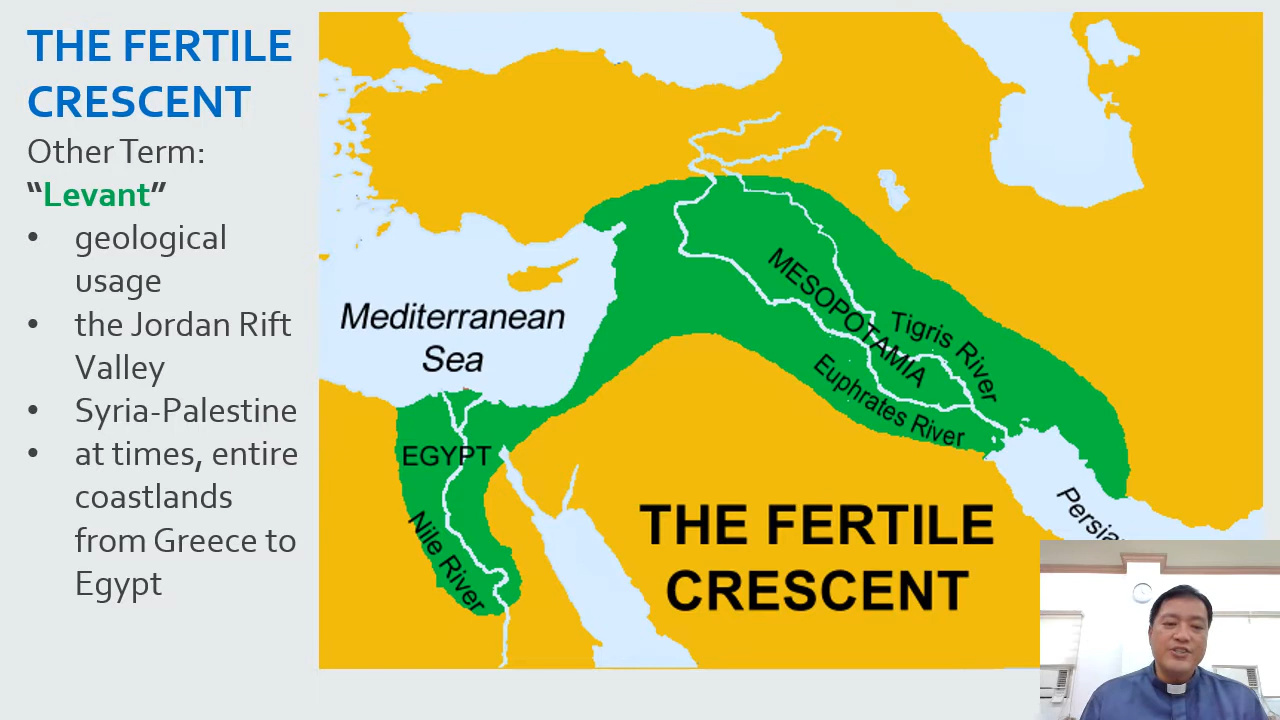 THE FERTILE
CRESCENT
Other Term:
“Levant”
• geological
usage
• the Jordan Rift
Valley
• Syria-Palestine
• at times, entire
coastlands
from Greece to
Egypt
Mediterranean
Sea
MESOPOTAMIA
Tigris River
Euphrates River
EGYPT
Nile River
THE FERTILE
CRESCENT